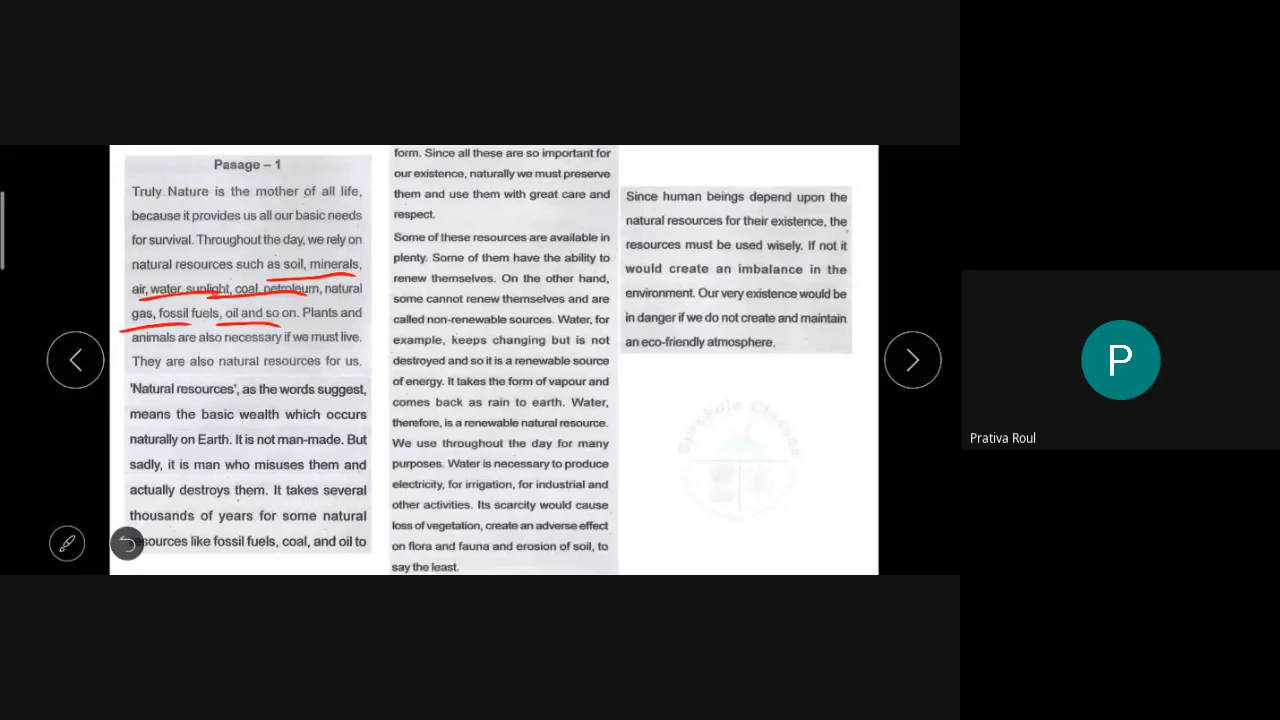 Pasage – 1
Truly Nature is the mother of all life,
because it provides us all our basic needs
for survival. Throughout the day, we rely on
natural resources such as soil, minerals,
air, water, sunlight, coal, petroleum, natural
gas, fossil fuels, oil and so on. Plants and
animals are also necessary if we must live.
They are also natural resources for us.
'Natural resources', as the words suggest,
means the basic wealth which occurs
naturally on Earth. It is not man-made. But
sadly, it is man who misuses them and
actually destroys them. It takes several
thousands of years for some natural
esources like fossil fuels, coal, and oil to
form. Since all these are so important for
our existence, naturally we must preserve
them and use them with great care and
respect.
Some of these resources are available in
plenty. Some of them have the ability to
renew themselves. On the other hand,
some cannot renew themselves and are
called non-renewable sources. Water, for
example, keeps changing but is not
destroyed and so it is a renewable source
of energy. It takes the form of vapour and
comes back as rain to earth. Water,
therefore, is a renewable natural resource.
We use throughout the day for many
purposes. Water is necessary to produce
electricity, for irrigation, for industrial and
other activities. Its scarcity would cause
loss of vegetation, create an adverse effect
on flora and fauna and erosion of soil, to
say the least.
Since human beings depend upon the
natural resources for their existence, the
resources must be used wisely. If not it
would create an imbalance in the
environment. Our very existence would be
in danger if we do not create and maintain
an eco-friendly atmosphere.
P
Prativa Roul